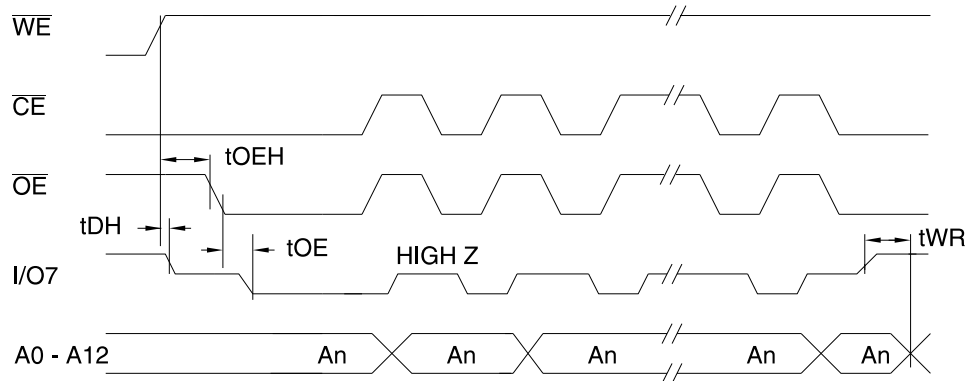 WE
CE
tOEH
OE
tDH
tOE
tWR
HIGH Z
I/O7
A0 - A12
An An An An An